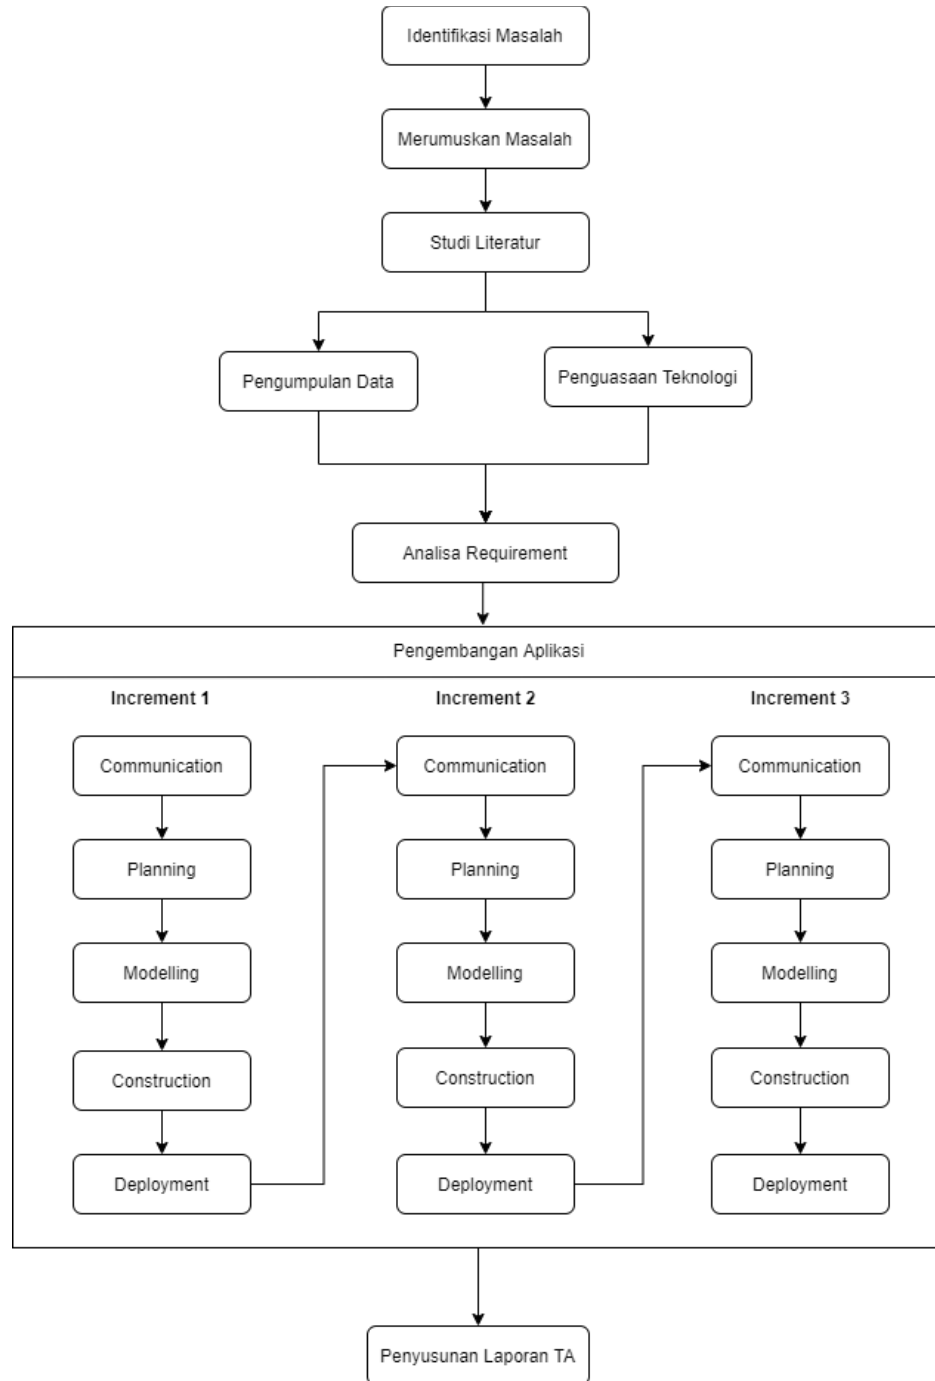 Identifikasi Masalah
Merumuskan Masalah
Studi Literatur
Pengumpulan Data
Penguasaan Teknologi
Analisa Requirement
Pengembangan Aplikasi
Increment 1
Communication
Planning
Modelling
Construction
Deployment
Increment 2
Communication
Planning
Modelling
Construction
Deployment
Increment 3
Communication
Planning
Modelling
Construction
Deployment
Penyusunan Laporan TA